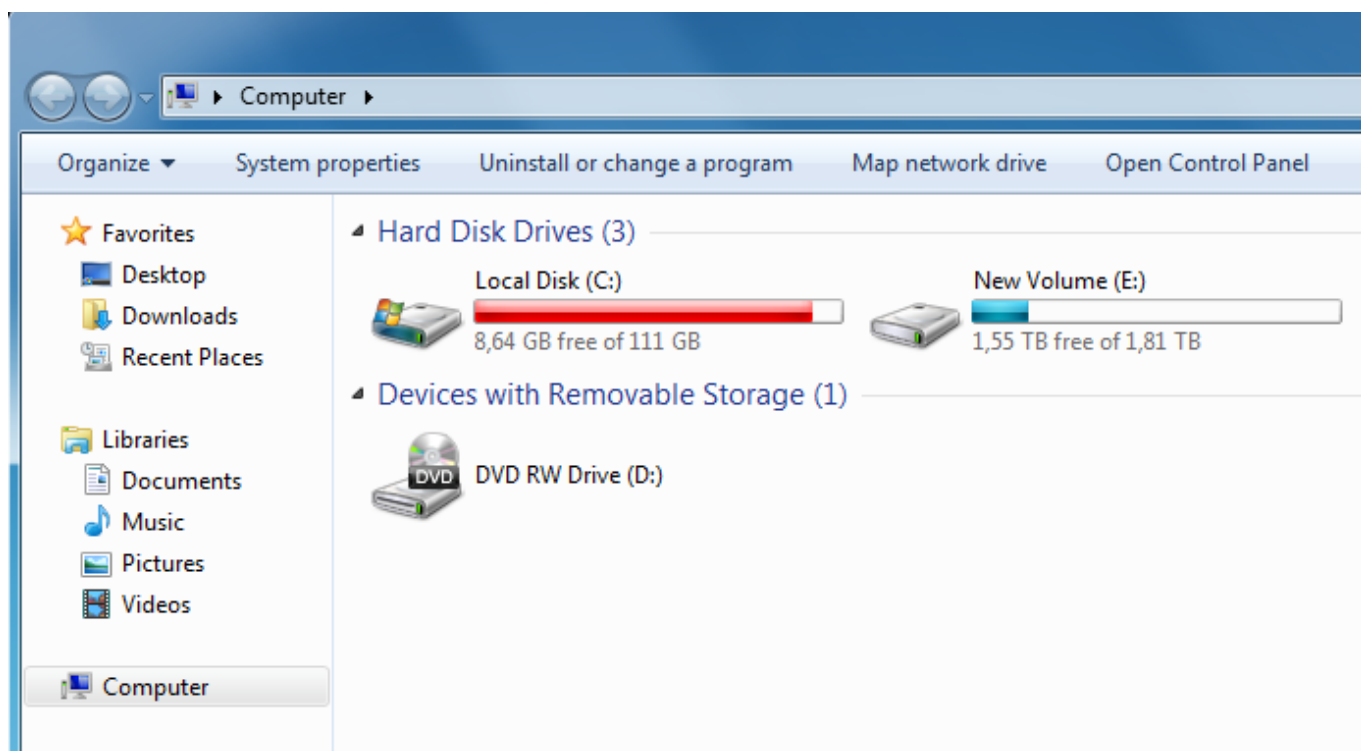 Computer
Organize System properties Uninstall or change a program Map network drive Open Control Panel
Favorites
Desktop
Downloads
Recent Places
Libraries
Documents
Music
Pictures
Videos
Computer
Hard Disk Drives (3)
Local Disk (C:)
8,64 GB free of 111 GB
New Volume (E:)
1,55 TB free of 1,81 TB
Devices with Removable Storage (1)
DVD
DVD RW Drive (D:)